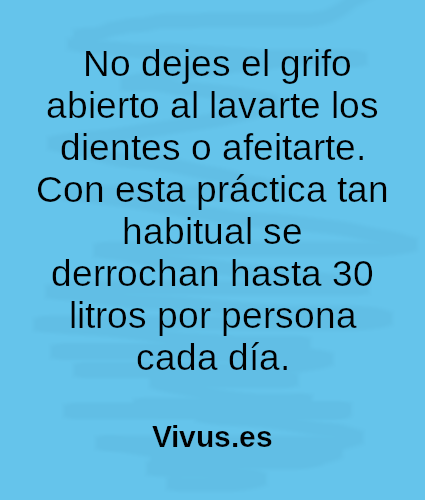 No dejes el grifo
abierto al lavarte los
dientes o afeitarte.
Con esta práctica tan
habitual se
derrochan hasta 30
litros por persona
cada día.
Vivus.es